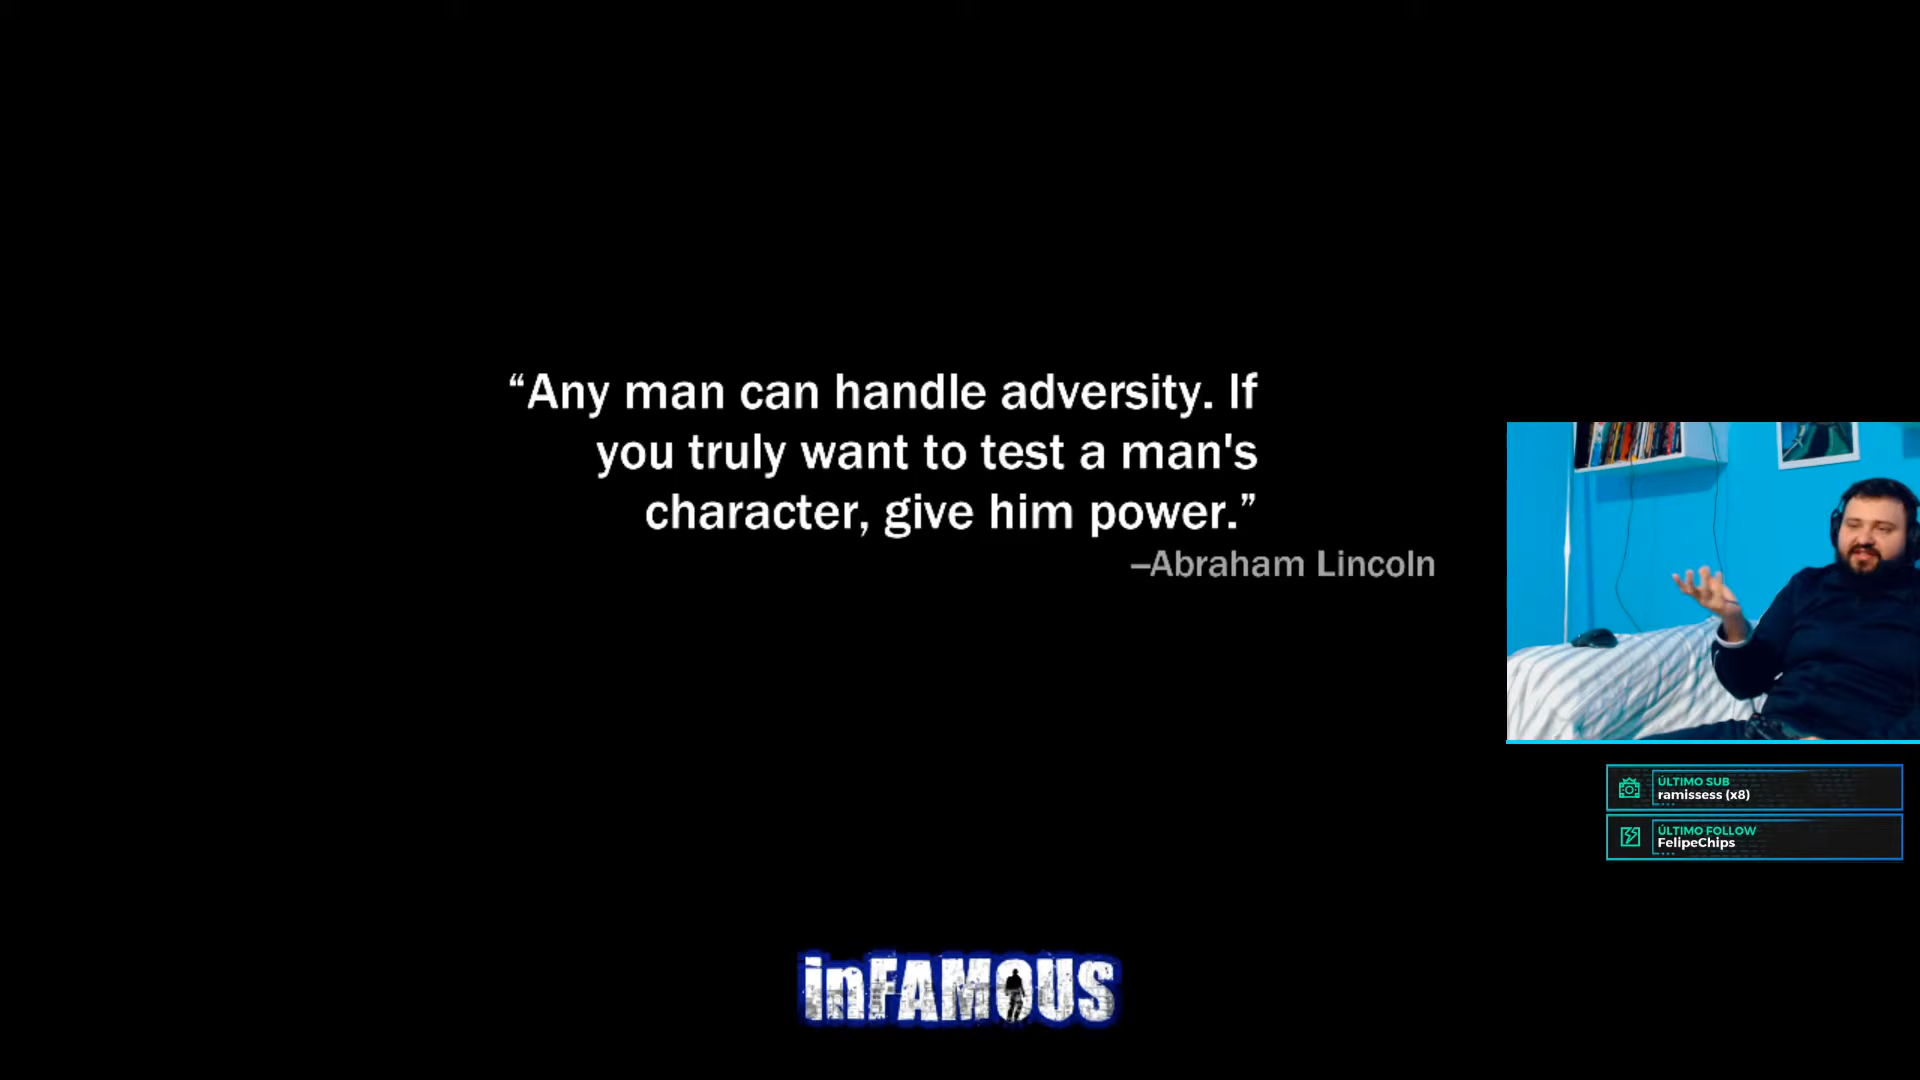 “Any man can handle adversity. If
you truly want to test a man's
character, give him power.”
–Abraham Lincoln
ÚLTIMO SUB
ramissess (x8)
ÚLTIMO FOLLOW
FelipeChips
inFAMOUS